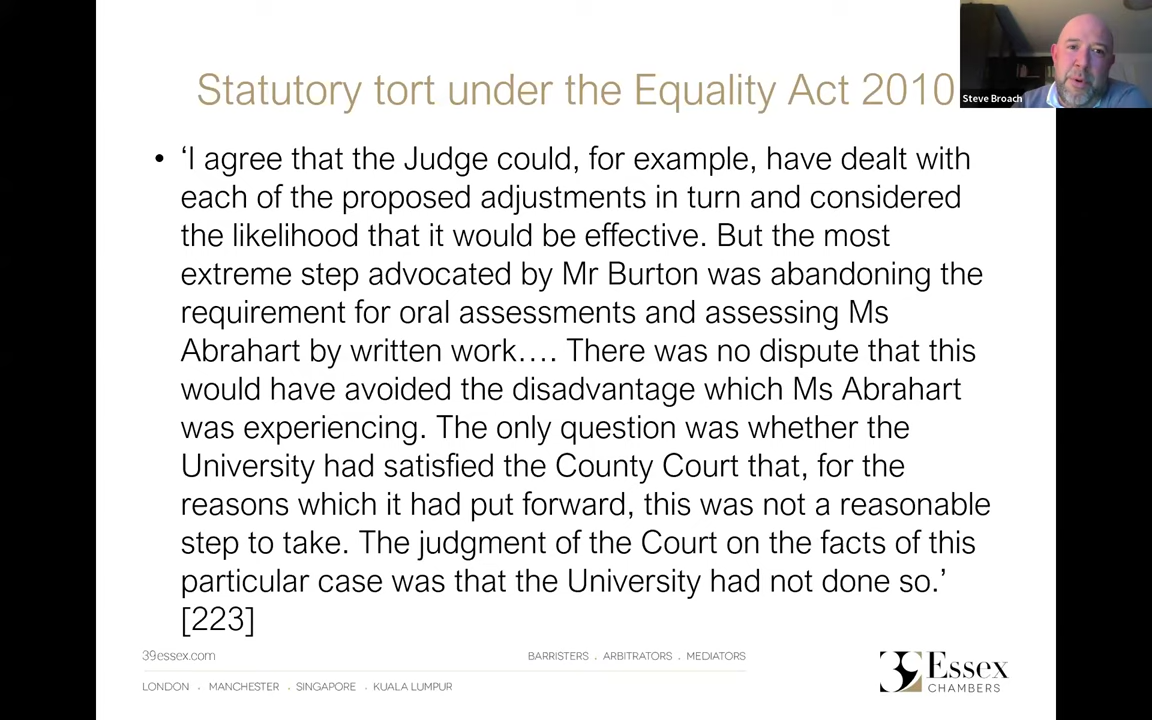 Statutory tort under the Equality Act 2010
Steve Broach
• ‘I agree that the Judge could, for example, have dealt with
each of the proposed adjustments in turn and considered
the likelihood that it would be effective. But the most
extreme step advocated by Mr Burton was abandoning the
requirement for oral assessments and assessing Ms
Abrahart by written work…. There was no dispute that this
would have avoided the disadvantage which Ms Abrahart
was experiencing. The only question was whether the
University had satisfied the County Court that, for the
reasons which it had put forward, this was not a reasonable
step to take. The judgment of the Court on the facts of this
particular case was that the University had not done so.’
[223]
39essex.com
BARRISTERS . ARBITRATORS . MEDIATORS
LONDON . MANCHESTER . SINGAPORE . KUALA LUMPUR
39 Essex
CHAMBERS